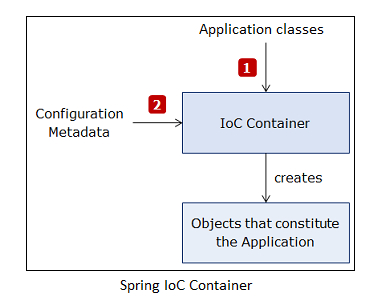 Application classes
1
2
Configuration
Metadata
IoC Container
creates
Objects that constitute
the Application
Spring IoC Container